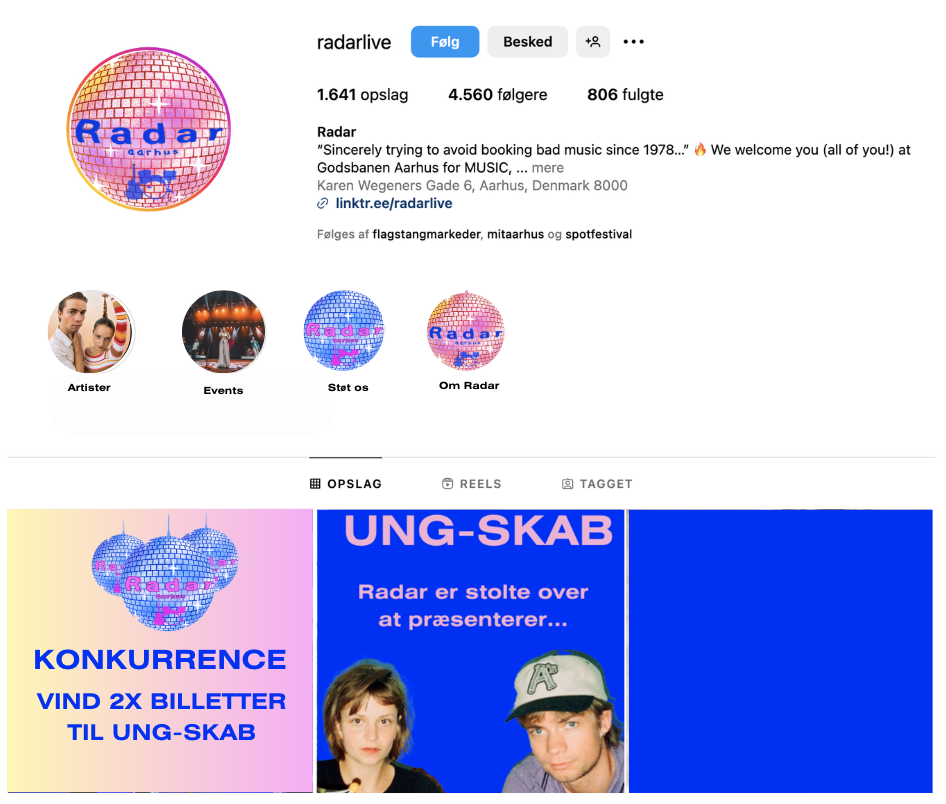 radarlive Følg Besked
1.641 opslag 4.560 følgere 806 fulgte
Radar
"Sincerely trying to avoid booking bad music since 1978..." 🔥 We welcome you (all of you!) at
Godsbanen Aarhus for MUSIC, ... mere
Karen Wegeners Gade 6, Aarhus, Denmark 8000
linktr.ee/radarlive
Følges af flagstangmarkeder, mitaarhus og spotfestival
Radar
aarhus
Radar
Radar
aarhus
Artister
Events
Støt os
Om Radar
OPSLAG REELS TAGGET
Radar
KONKURRENCE
VIND 2X BILLETTER
TIL UNG-SKAB
UNG-SKAB
Radar er stolte over
at præsenterer...
A